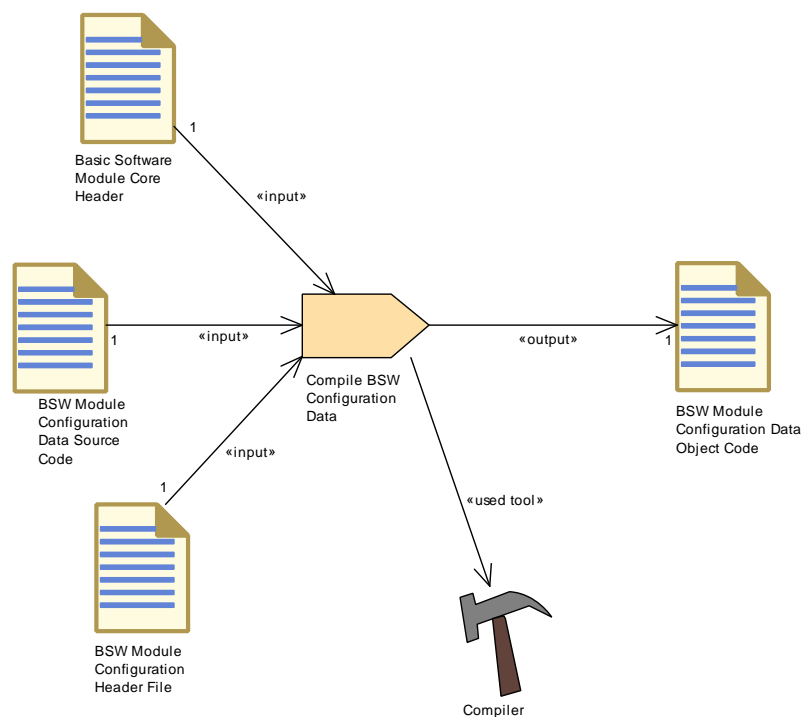 1
Basic Software
Module Core
Header
«input»
1
BSW Module
Configuration
Data Source
Code
«input»
Compile BSW
Configuration
Data
«output»
1
BSW Module
Configuration Data
Object Code
«input»
1
BSW Module
Configuration
Header File
«used tool»
Compiler